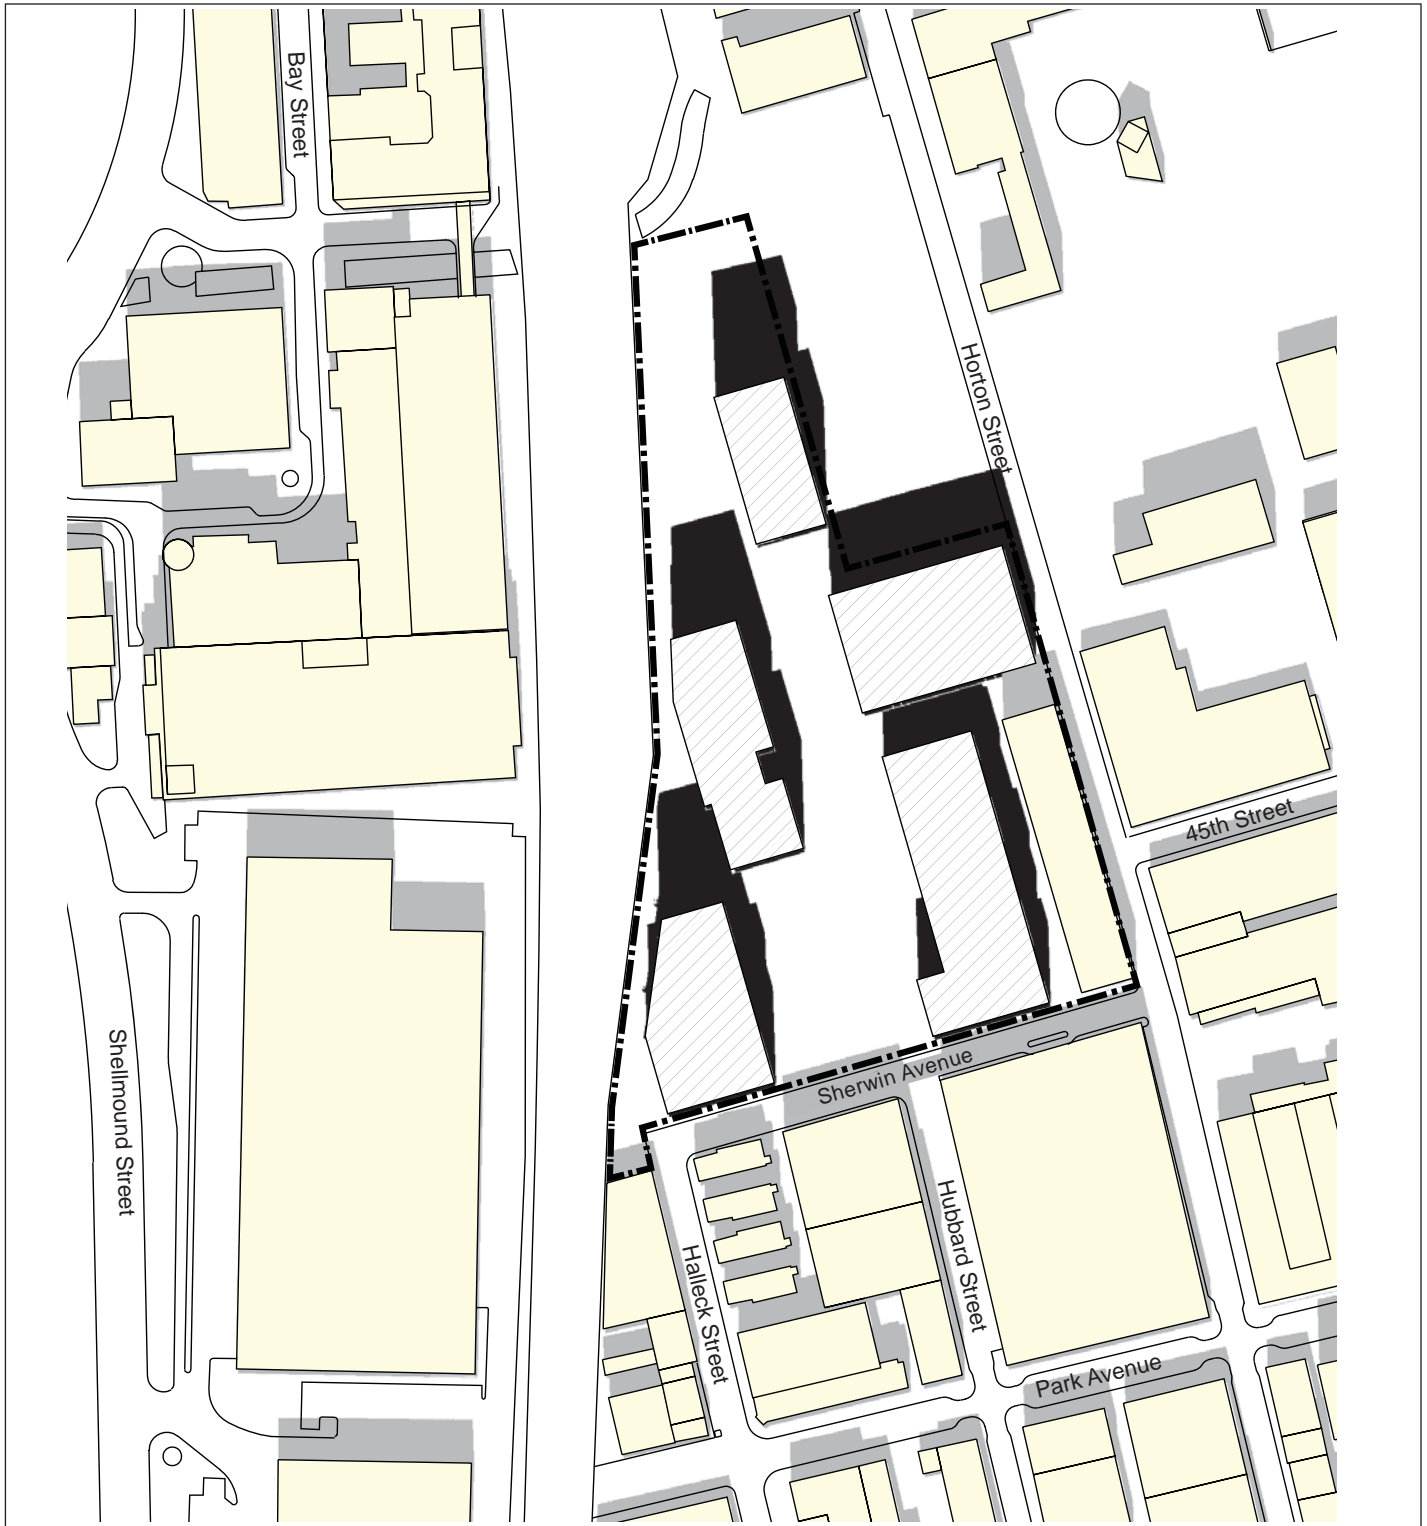 Bay Street
Horton Street
45th Street
Shellmound Street
Sherwin Avenue
Hubbard Street
Halleck Street
Park Avenue